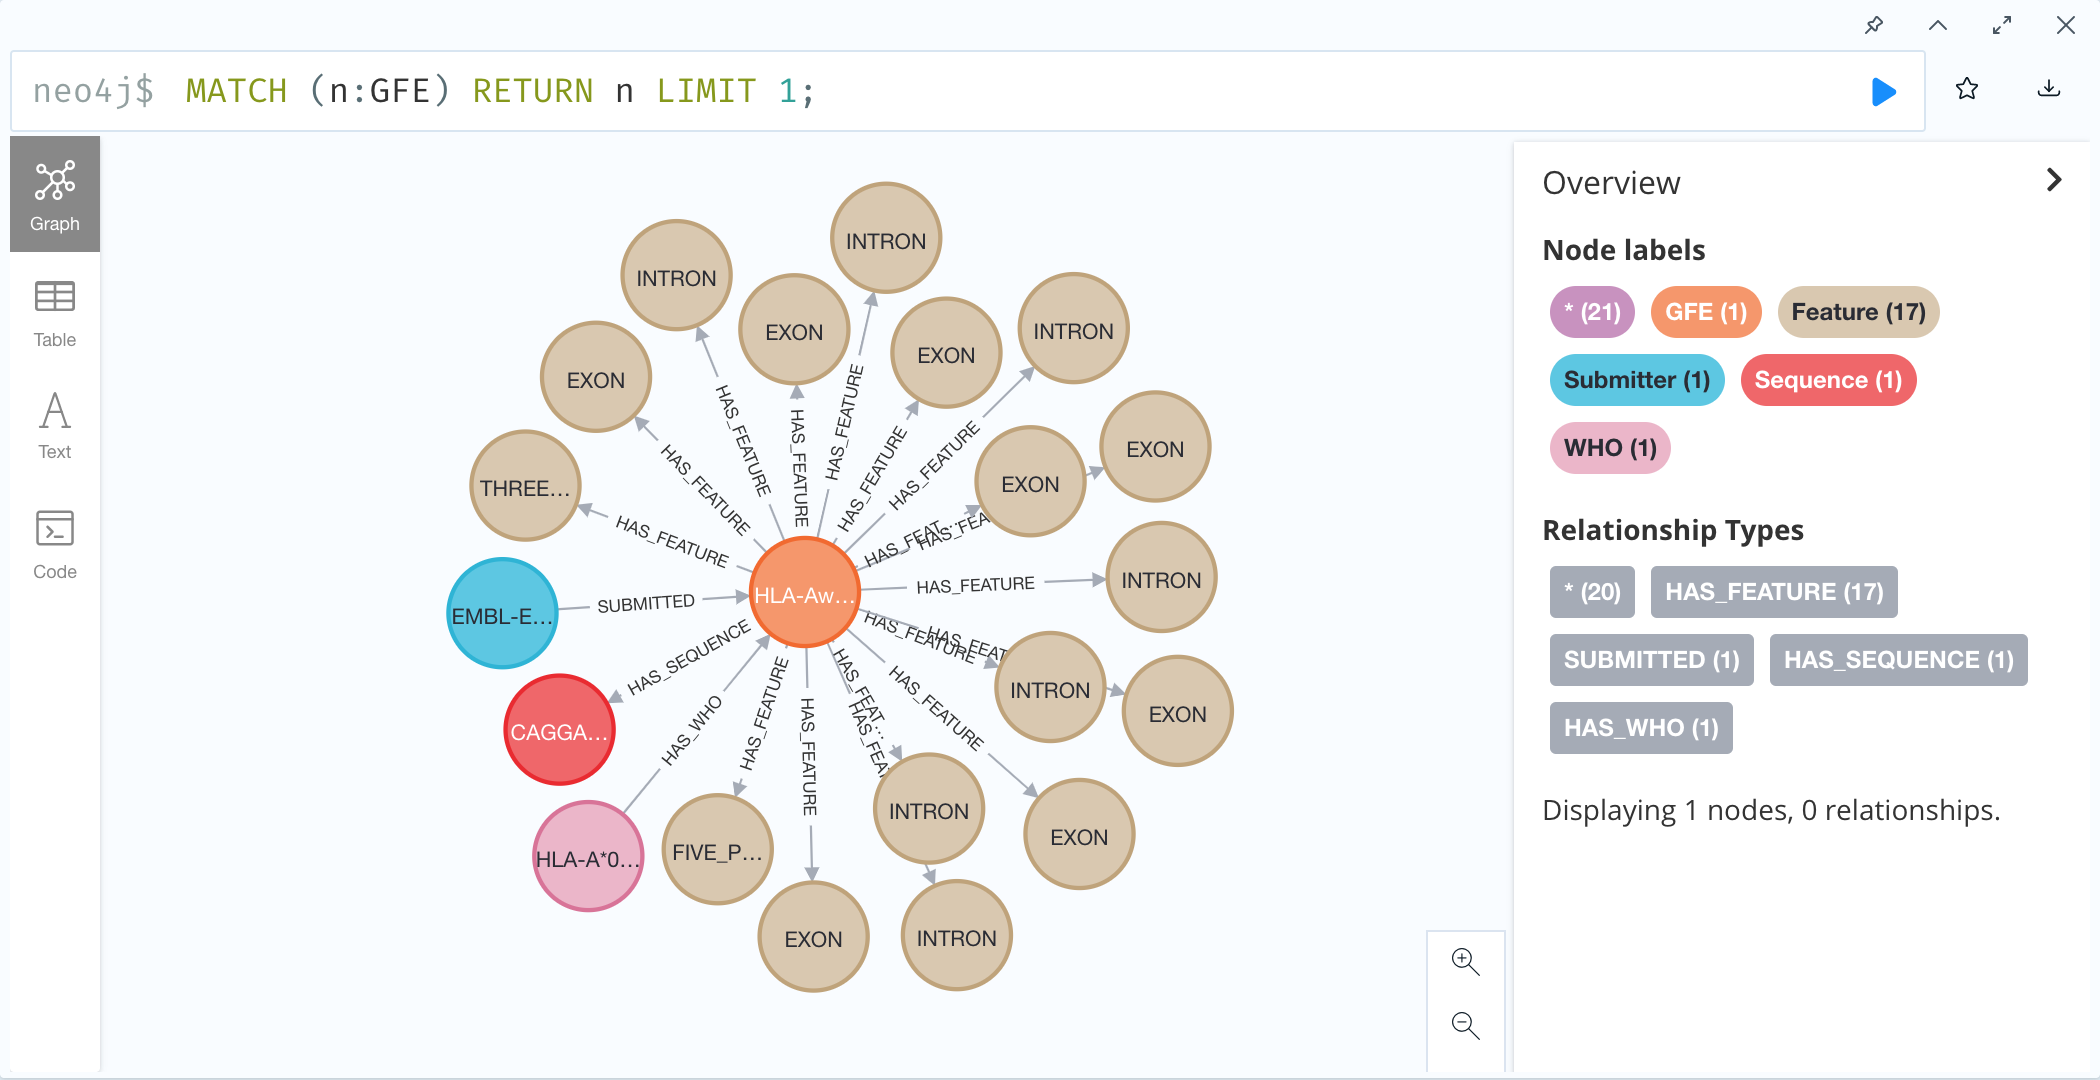 neo4j$ MATCH (n:GFE) RETURN n LIMIT 1;
Graph
Table
Text
Code
INTRON
INTRON
EXON
EXON
INTRON
EXON
EXON
EXON
THREE...
INTRON
EMBL-E...
HLA-Aw...
CAGGA...
INTRON
EXON
HLA-A*0...
FIVE_P...
INTRON
EXON
EXON
INTRON
HAS_FEATURE
HAS_FEATURE
HAS_FEATURE
HAS_FEATURE
HAS_FEATURE
HAS_FEATURE
HAS_FEATURE
HAS_FEAT...
HAS_FEA
HAS_FEATURE
SUBMITTED
HAS_SEQUENCE
HAS_WHO
HAS_FEATURE
HAS_FEATURE
HAS_FEAT...
HAS_FEA
HAS_FEATURE
HAS_FEATURE
HAS_FEAT
Overview
Node labels
* (21) GFE (1) Feature (17)
Submitter (1) Sequence (1)
WHO (1)
Relationship Types
* (20) HAS_FEATURE (17)
SUBMITTED (1) HAS_SEQUENCE (1)
HAS_WHO (1)
Displaying 1 nodes, 0 relationships.